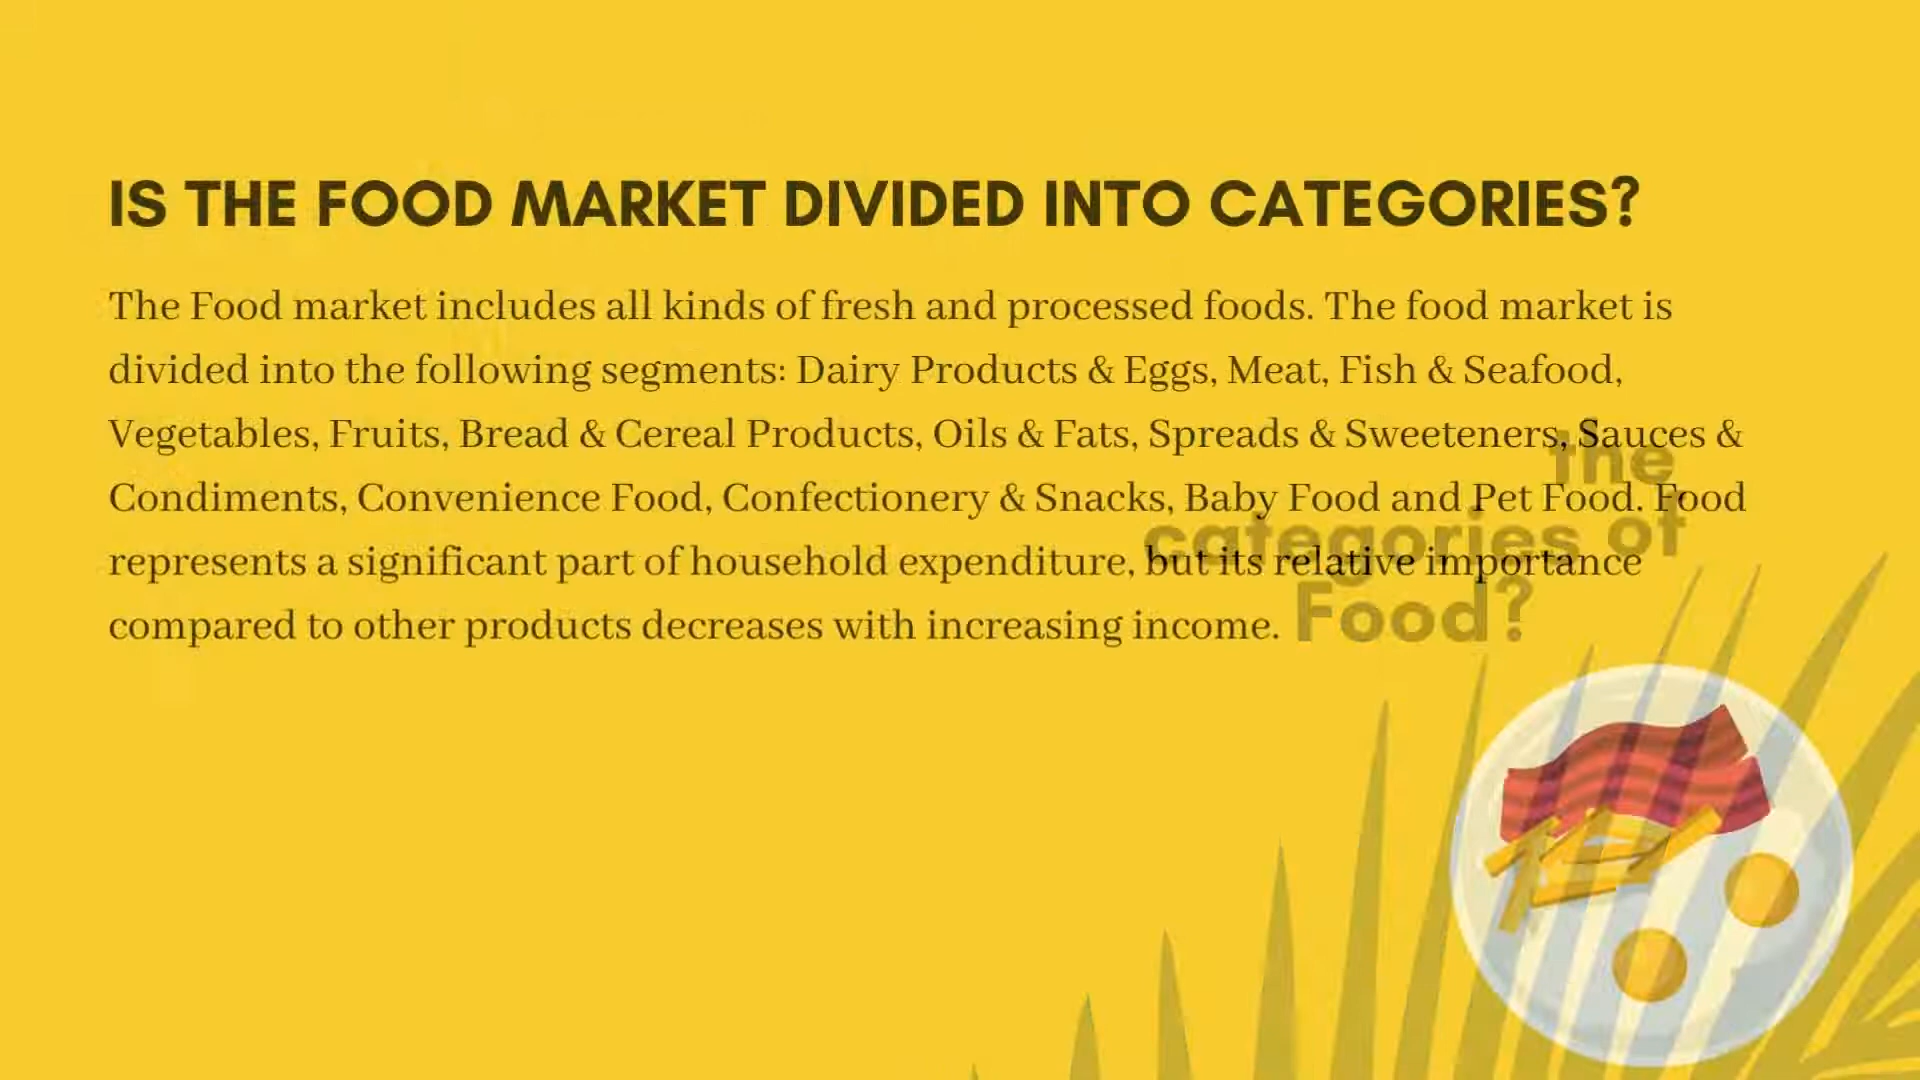 IS THE FOOD MARKET DIVIDED INTO CATEGORIES?
The Food market includes all kinds of fresh and processed foods. The food market is
divided into the following segments: Dairy Products & Eggs, Meat, Fish & Seafood,
Vegetables, Fruits, Bread & Cereal Products, Oils & Fats, Spreads & Sweeteners, Sauces &
Condiments, Convenience Food, Confectionery & Snacks, Baby Food and Pet Food. Food
represents a significant part of household expenditure, but its relative importance
compared to other products decreases with increasing income.
the
categories of
Food?